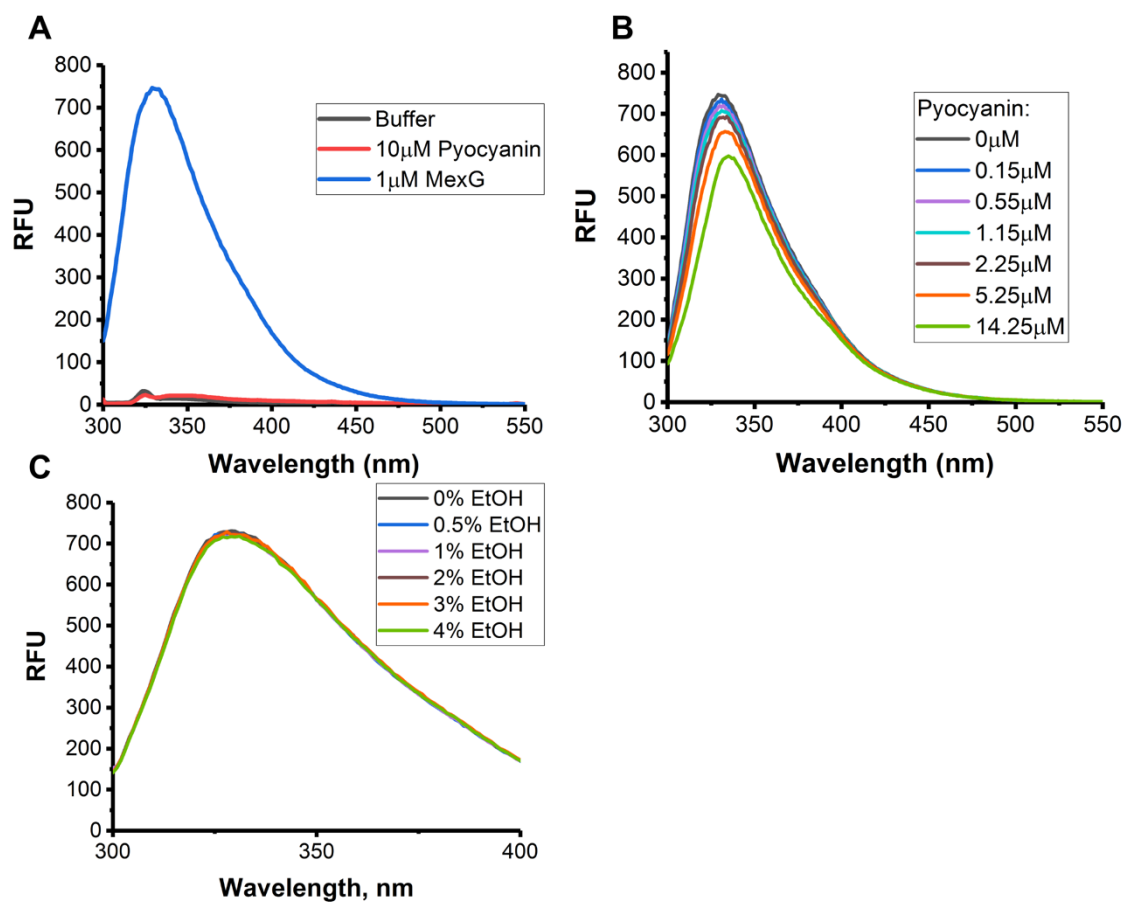 A
RFU
800
700
600
500
400
300
200
100
0
300
350
400
450
500
550
Wavelength (nm)
Buffer
10μM Pyocyanin
1μM MexG
B
RFU
800
700
600
500
400
300
200
100
0
300
350
400
450
500
550
Wavelength (nm)
Pyocyanin:
0μM
0.15μM
0.55μM
1.15μM
2.25μM
5.25μM
14.25μM
C
RFU
800
700
600
500
400
300
200
100
0
300
350
400
Wavelength, nm
0% EtOH
0.5% EtOH
1% EtOH
2% EtOH
3% EtOH
4% EtOH